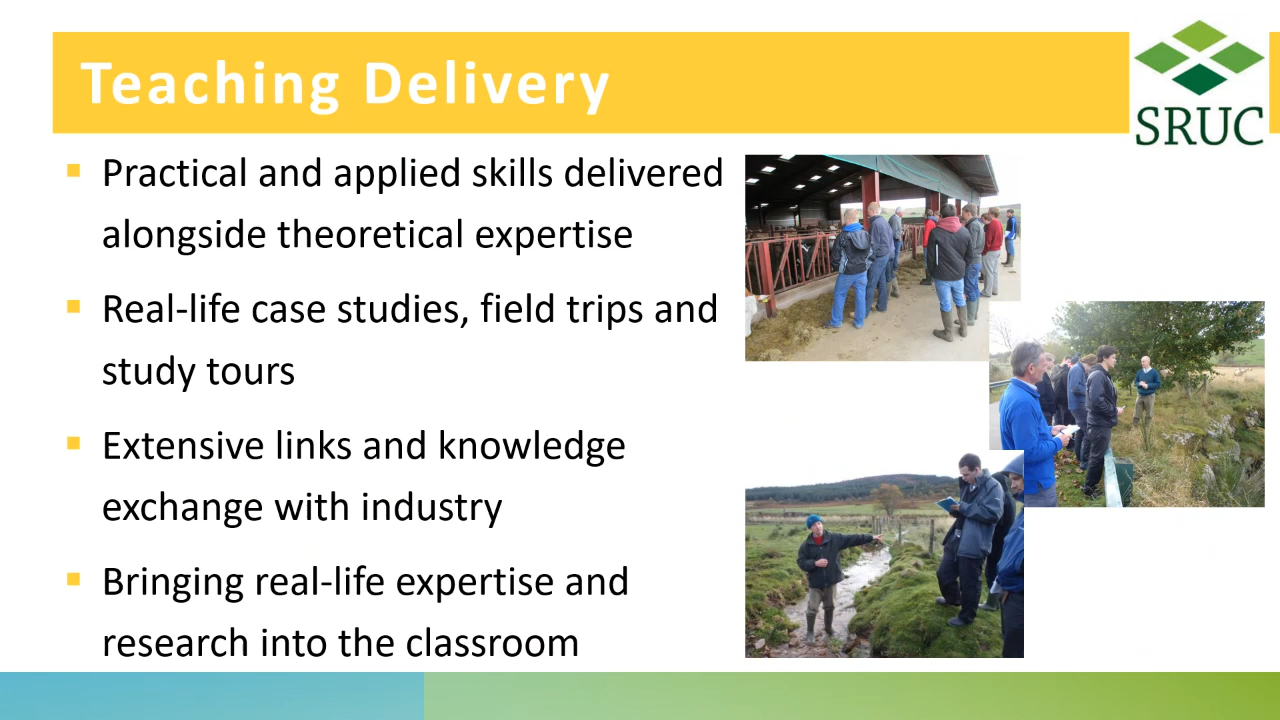 Teaching Delivery
SRUC
Practical and applied skills delivered
alongside theoretical expertise
Real-life case studies, field trips and
study tours
Extensive links and knowledge
exchange with industry
Bringing real-life expertise and
research into the classroom